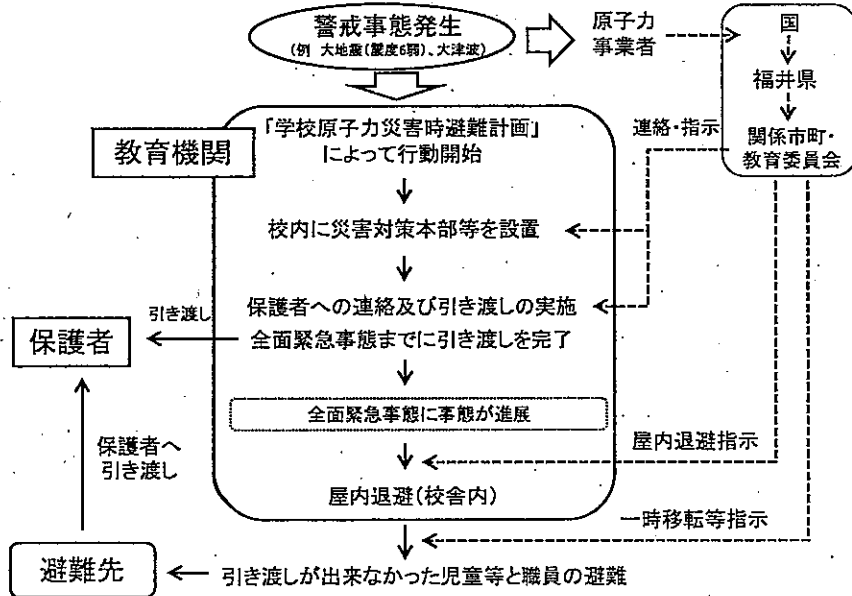 警戒事態発生
(例 大地震(震度6弱)、大津波)
原子力
事業者
国
福井県
関係市町・
教育委員会
連絡・指示
教育機関
「学校原子力災害時避難計画」
によって行動開始
校内に災害対策本部等を設置
保護者への連絡及び引き渡しの実施
全面緊急事態までに引き渡しを完了
引き渡し
保護者
全面緊急事態に事態が進展
屋内退避指示
保護者へ
引き渡し
屋内退避(校舎内)
一時移転等指示
避難先
引き渡しが出来なかった児童等と職員の避難